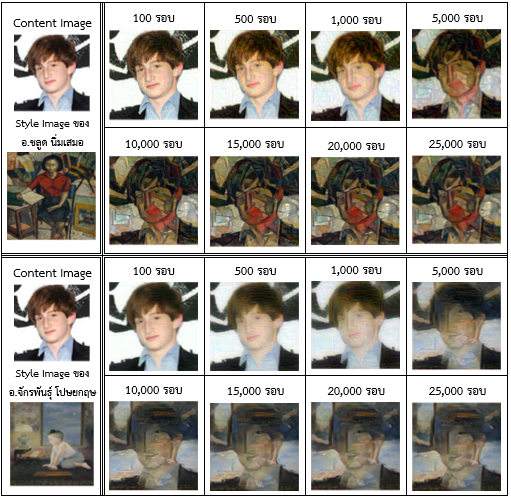 Content Image
100 รอบ
500 รอบ
1,000 รอบ
5,000 รอบ
Style Image ของ
อ.ชลูด นิ่มเสมอ
10,000 รอบ
15,000 รอบ
20,000 รอบ
25,000 รอบ
Content Image
100 รอบ
500 รอบ
1,000 รอบ
5,000 รอบ
Style Image ของ
อ.จักรพันธุ์ โปษยกฤษ
10,000 รอบ
15,000 รอบ
20,000 รอบ
25,000 รอบ